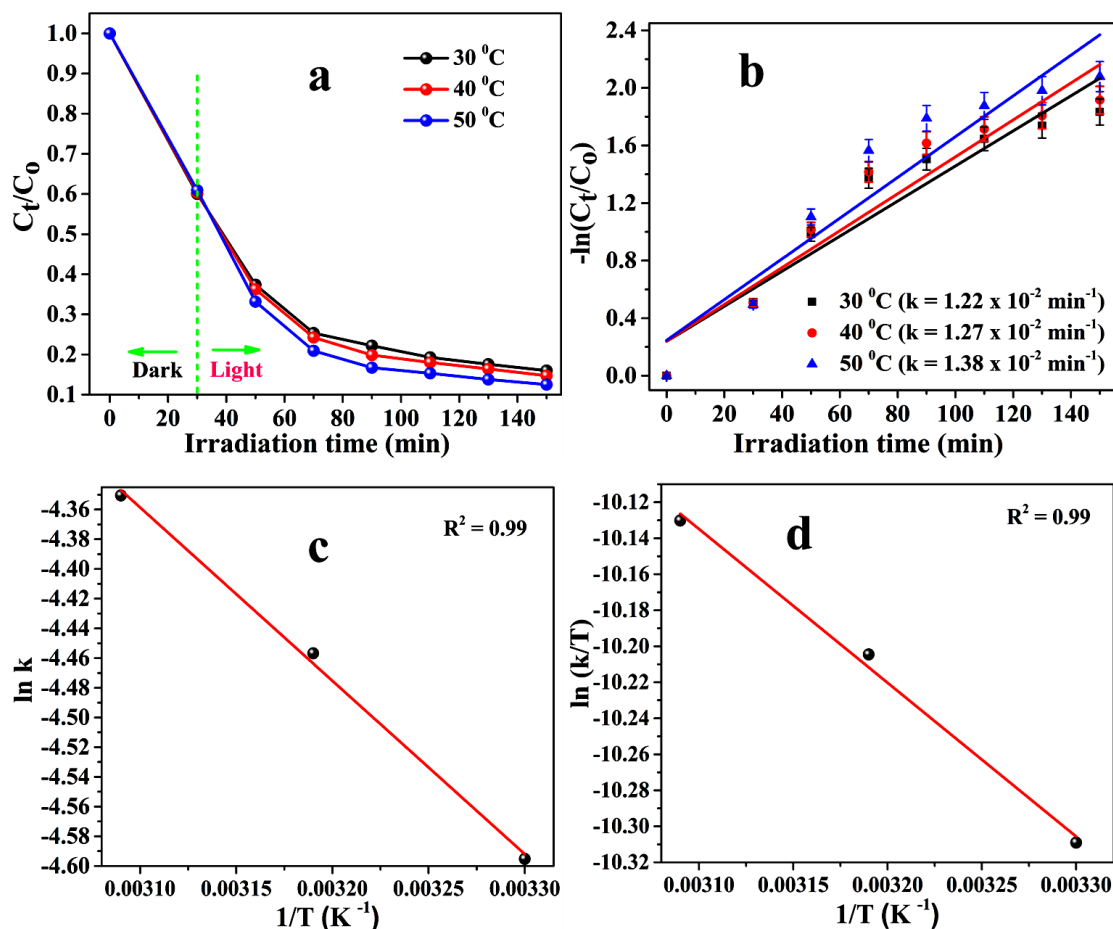 a
30 ⁰C
40 ⁰C
50 ⁰C
Dark
Light
1.0
0.9
0.8
0.7
0.6
0.5
0.4
0.3
0.2
0.1
0 20 40 60 80 100 120 140
Cₜ/Cₒ
Irradiation time (min)
b
2.4
2.0
1.6
1.2
0.8
0.4
0.0
30 ⁰C (k = 1.22 x 10⁻² min⁻¹)
40 ⁰C (k = 1.27 x 10⁻² min⁻¹)
50 ⁰C (k = 1.38 x 10⁻² min⁻¹)
0 20 40 60 80 100 120 140
-ln(Cₜ/Cₒ)
Irradiation time (min)
c
R² = 0.99
-4.36
-4.38
-4.40
-4.42
-4.44
-4.46
-4.50
-4.53
-4.56
-4.58
-4.60
0.00310 0.00315 0.00320 0.00325 0.00330
ln k
1/T (K⁻¹)
d
R² = 0.99
-10.12
-10.13
-10.16
-10.18
-10.20
-10.22
-10.24
-10.26
-10.28
-10.30
-10.32
0.00310 0.00315 0.00320 0.00325 0.00330
ln (k/T)
1/T (K⁻¹)